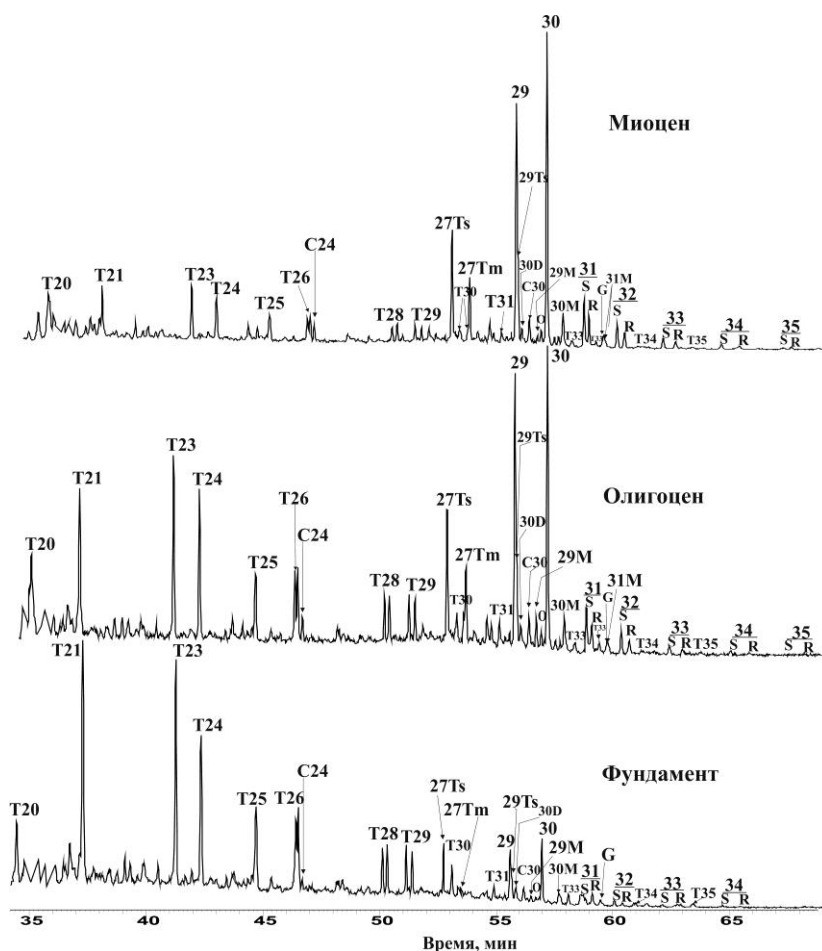 30
29
Миоцен
29Ts
27Ts
30D
C30
29M
C24
T20
T21
27Tm
T30
T23
T24
T26
T25
T28
T29
T31
O
30M
T33
31
S
R
T33
G
31M
32
S
R
T34
33
S R
T35
34
S R
35
S R
30
29
29Ts
Олигоцен
T23
T21
T24
T26
27Ts
30D
C24
T20
T25
27Tm
C30
29M
T28
T29
T30
T31
O
30M
T33
31
S
R
T33
G
31M
32
S
R
T34
33
S R
T35
34
S R
35
S R
T21
T23
T24
Фундамент
C24
27Ts
27Tm
29Ts
30D
30
T20
T25
T26
29
29M
G
T28
T29
T30
T31
C30
O
30M
T33
31
S R
32
S R
T34
33
S R
T35
34
S R
35 40 45 50 55 60 65
Время, мин